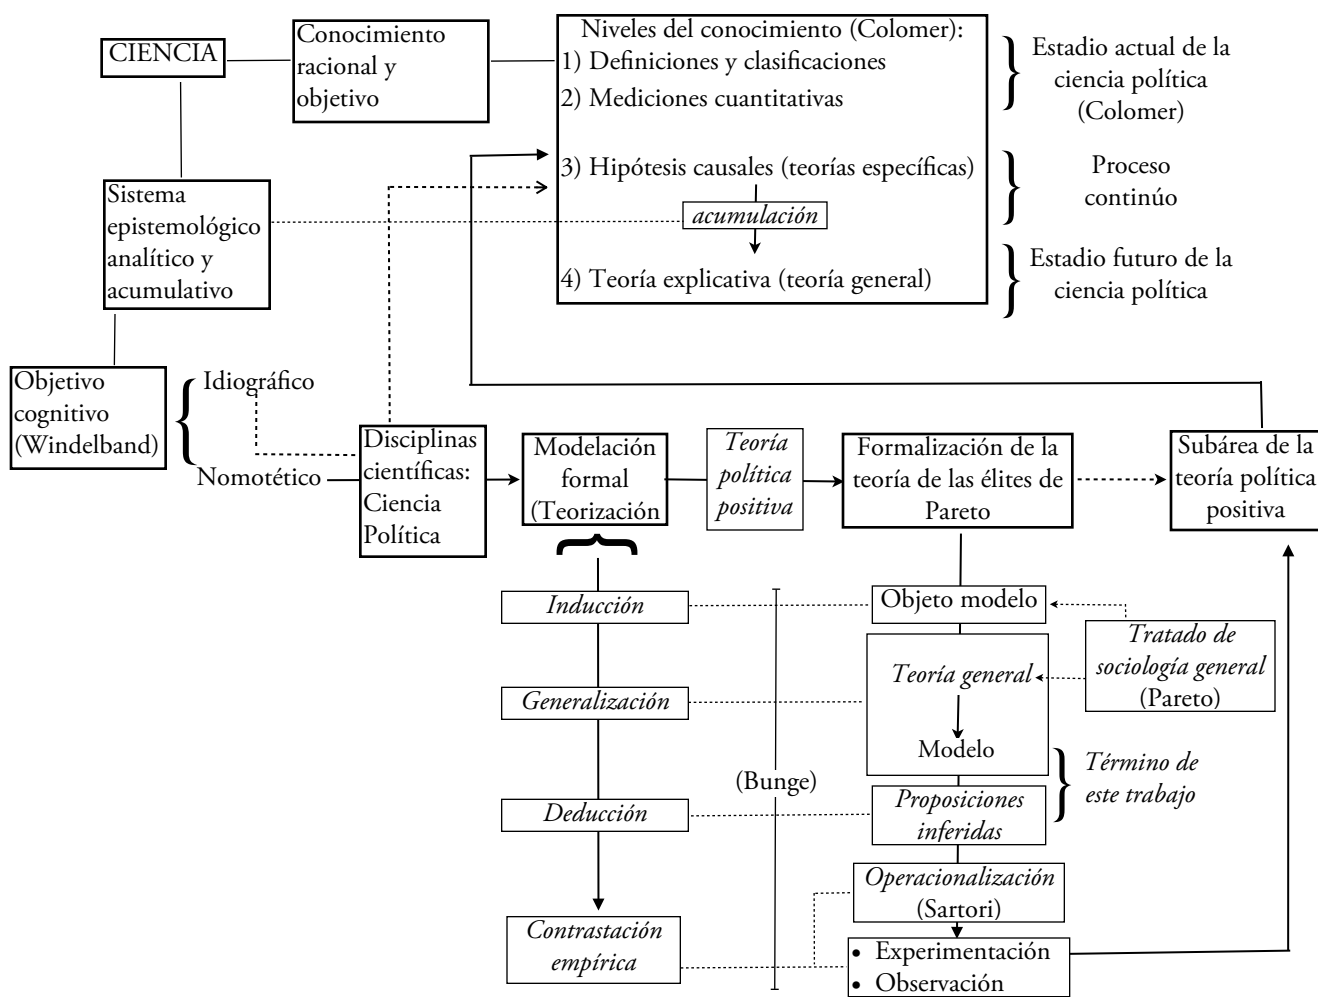 CIENCIA
Conocimiento
racional y
objetivo
Niveles del conocimiento (Colomer):
1) Definiciones y clasificaciones
2) Mediciones cuantitativas
3) Hipótesis causales (teorías específicas)
acumulación
4) Teoría explicativa (teoría general)
Estadio actual de la
ciencia política
(Colomer)
Proceso
continúo
Estadio futuro de la
ciencia política
Sistema
epistemológico
analítico y
acumulativo
Objetivo
cognitivo
(Windelband)
Idiográfico
Nomotético
Disciplinas
científicas:
Ciencia
Política
Modelación
formal
(Teorización
Teoría
política
positiva
Formalización de la
teoría de las élites de
Pareto
Subárea de la
teoría política
positiva
Inducción
Generalización
Deducción
Contrastación
empírica
(Bunge)
Objeto modelo
Teoría general
Modelo
Proposiciones
inferidas
Operacionalización
(Sartori)
• Experimentación
• Observación
Tratado de
sociología general
(Pareto)
Término de
este trabajo